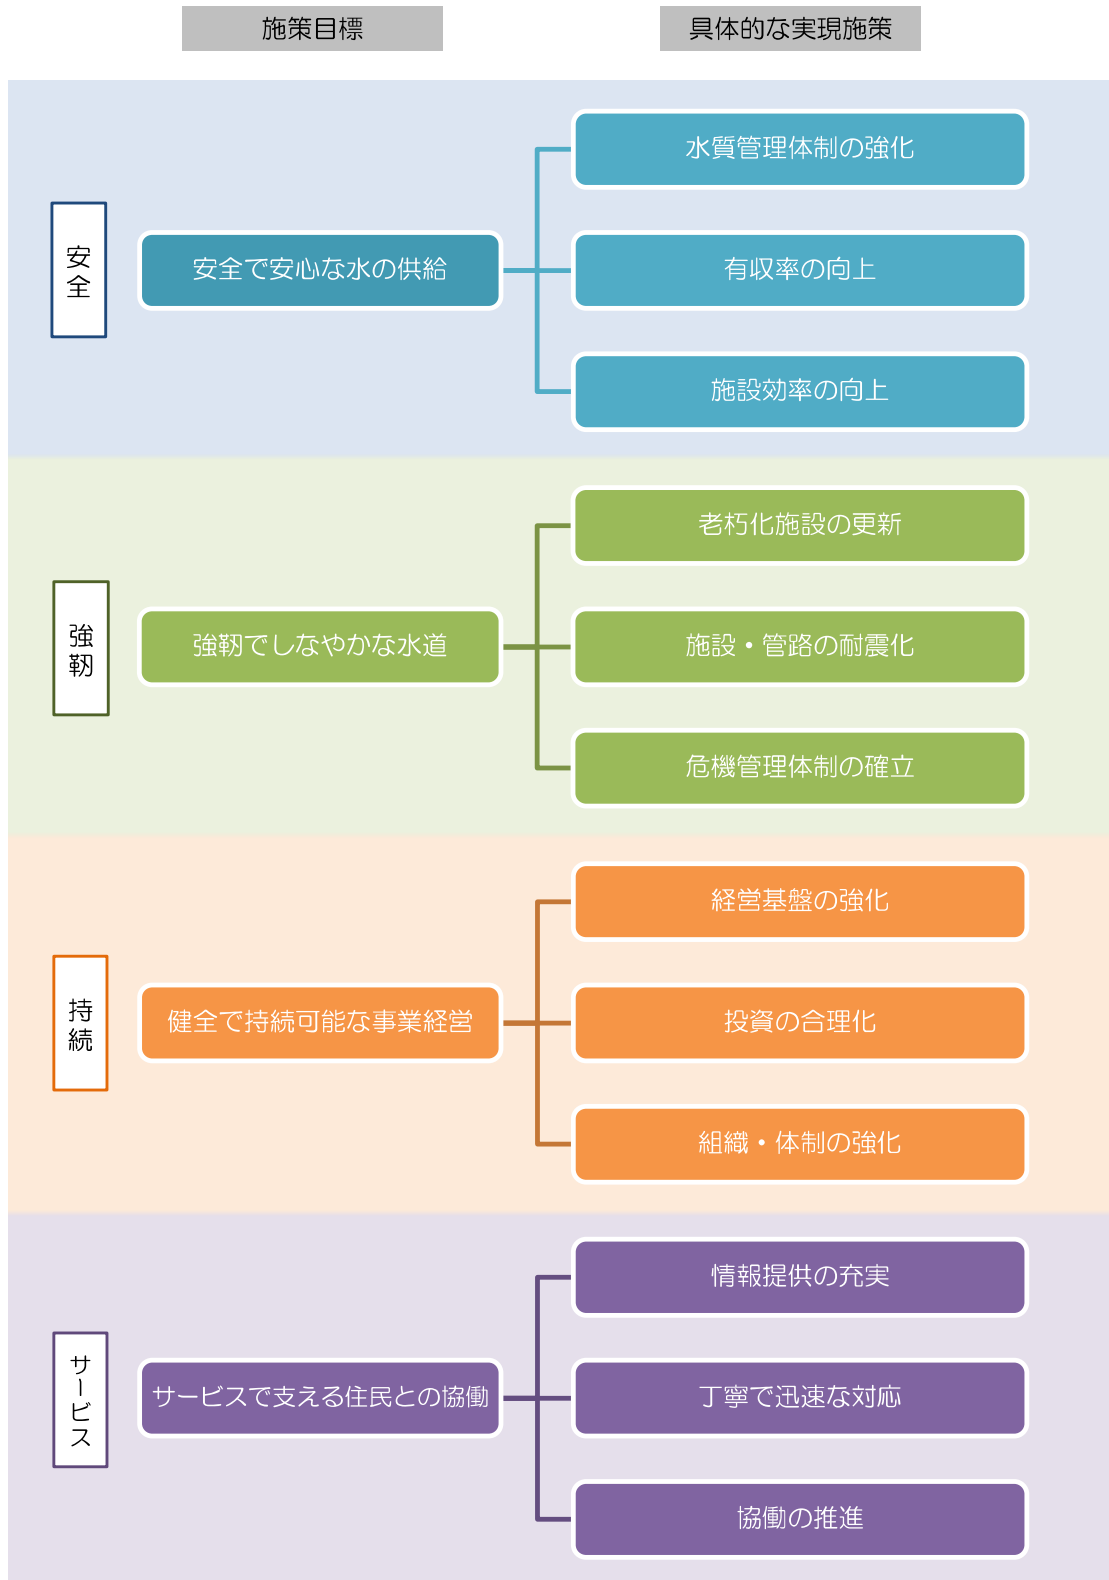 施策目標
具体的な実現施策
安全
安全で安心な水の供給
水質管理体制の強化
有収率の向上
施設効率の向上
強靭
強靭でしなやかな水道
老朽化施設の更新
施設・管路の耐震化
危機管理体制の確立
持続
健全で持続可能な事業経営
経営基盤の強化
投資の合理化
組織・体制の強化
サービス
サービスで支える住民との協働
情報提供の充実
丁寧で迅速な対応
協働の推進